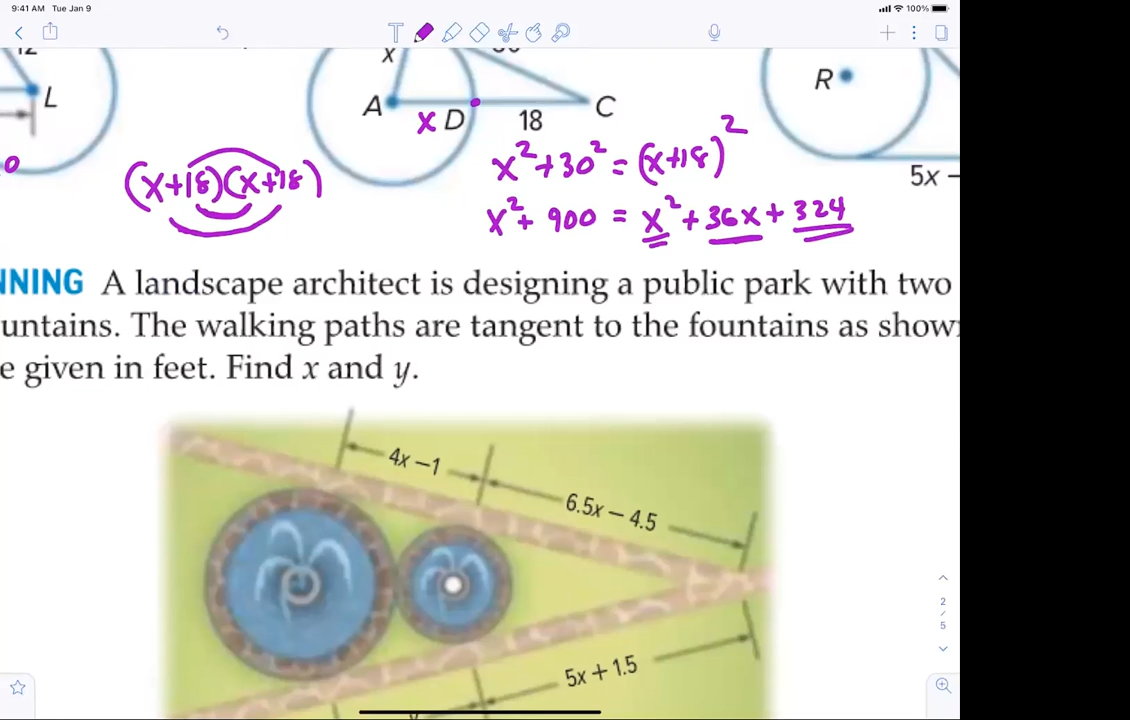 9:41 AM Tue Jan 9
100%
12
L
x
A
x D
18
C
R
5x –
(x+18)(x+18)
x²+30² = (x+18)²
x² + 900 = x² + 36x + 324
NNING A landscape architect is designing a public park with two
untains. The walking paths are tangent to the fountains as show
e given in feet. Find x and y.
4x –1
6.5x – 4.5
5x + 1.5
2
/
5